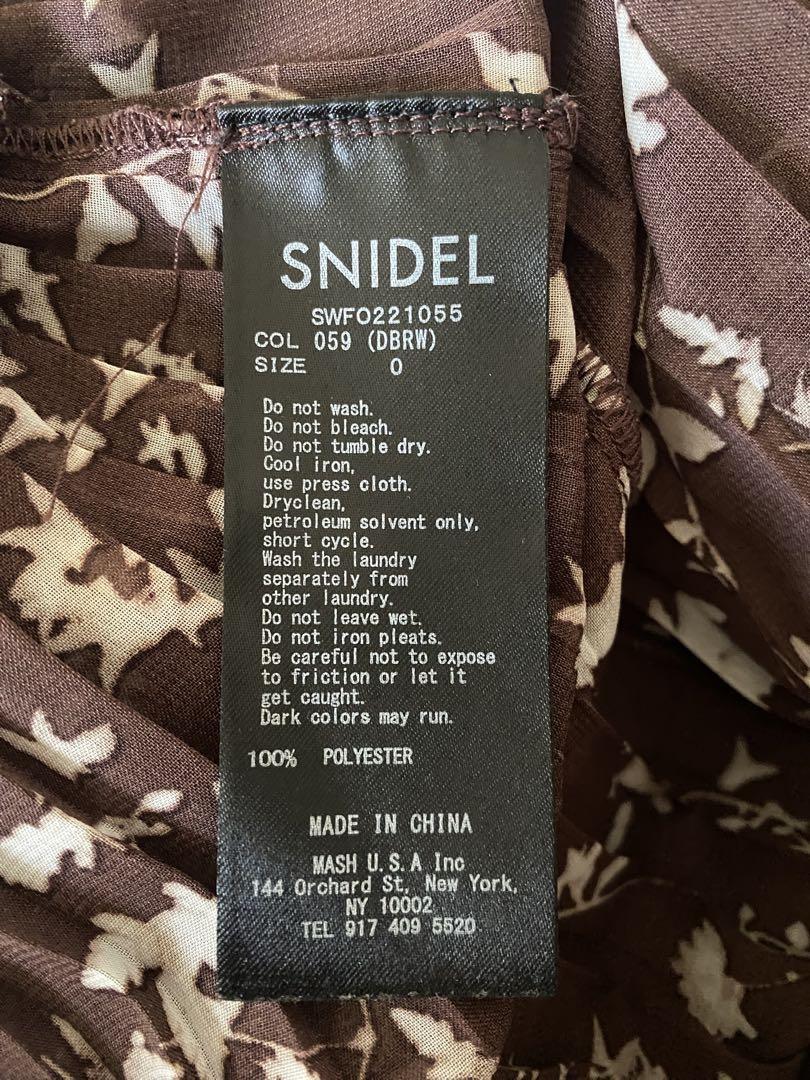 SNIDEL
SWFO221055
COL 059 (DBRW)
SIZE 0
Do not wash.
Do not bleach.
Do not tumble dry.
Cool iron,
use press cloth.
Dryclean,
petroleum solvent only,
short cycle.
Wash the laundry
separately from
other laundry.
Do not leave wet.
Do not iron pleats.
Be careful not to expose
to friction or let it
get caught.
Dark colors may run.
100% POLYESTER
MADE IN CHINA
MASH U.S.A Inc
144 Orchard St, New York,
NY 10002
TEL 917 409 5520